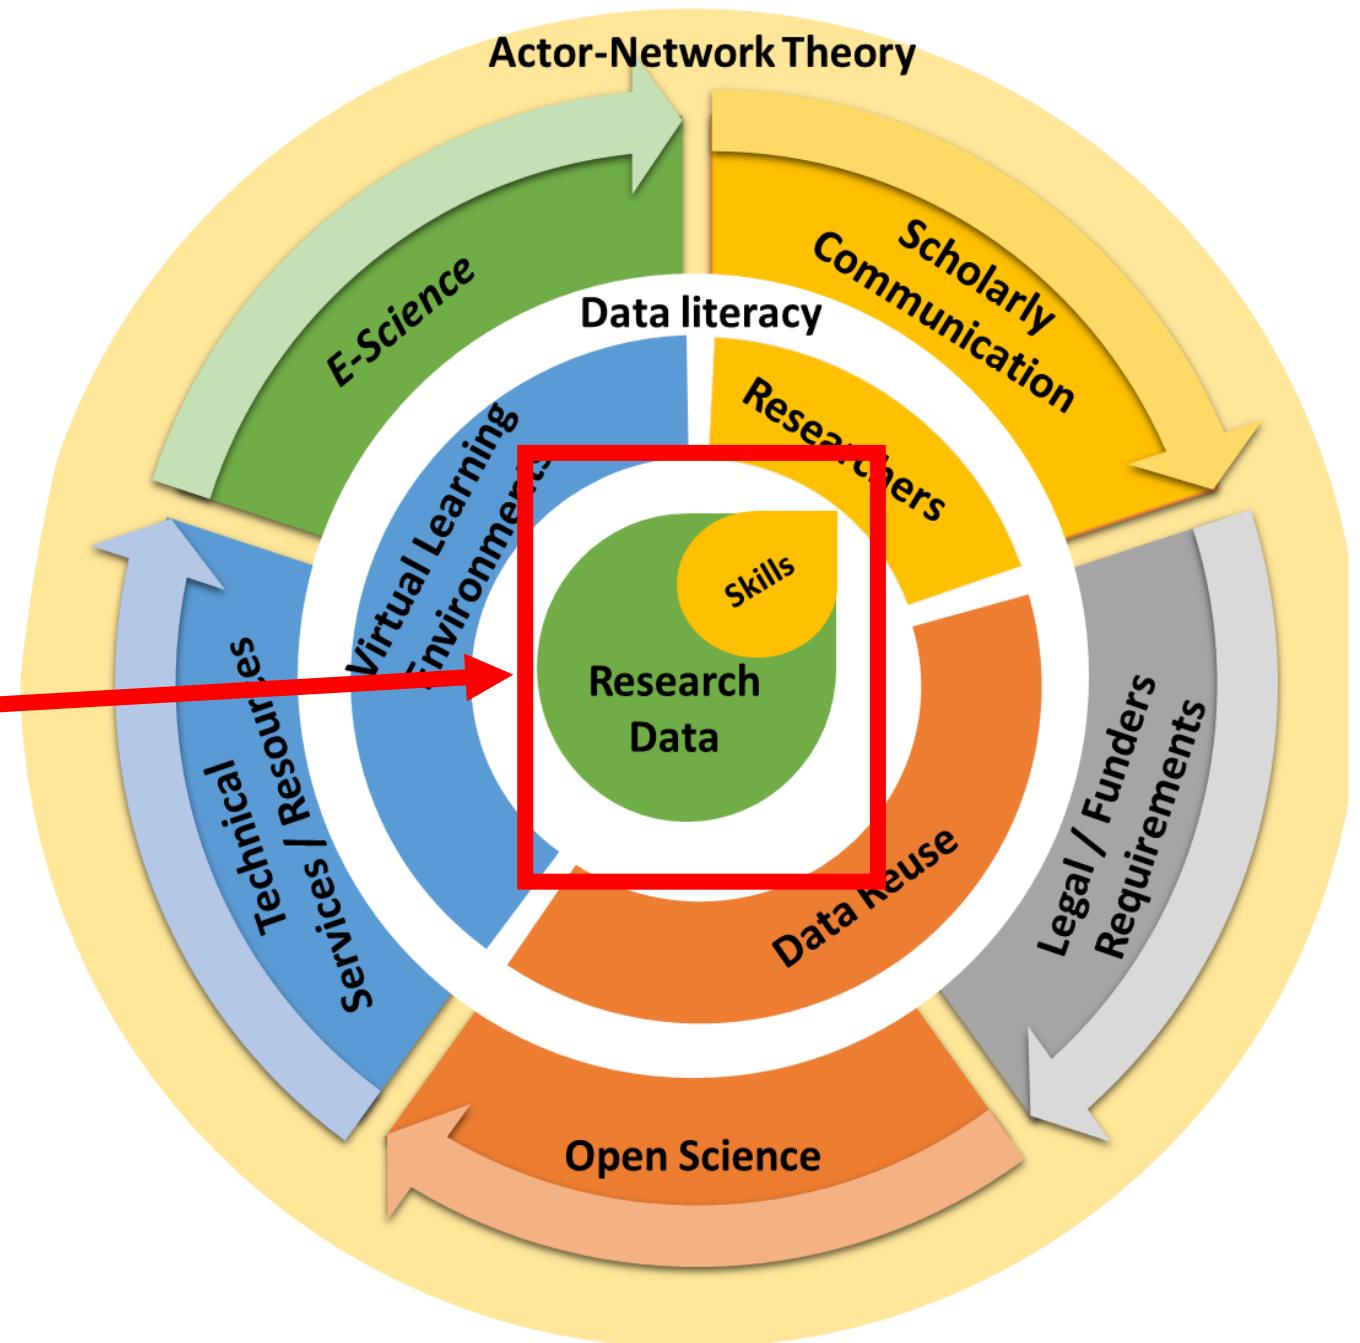 Actor-Network Theory
E-Science
Scholarly
Communication
Data literacy
Virtual Learning
Environments
Researchers
Skills
Research
Data
Technical
Services / Resources
Legal / Funders
Requirements
Data Reuse
Open Science